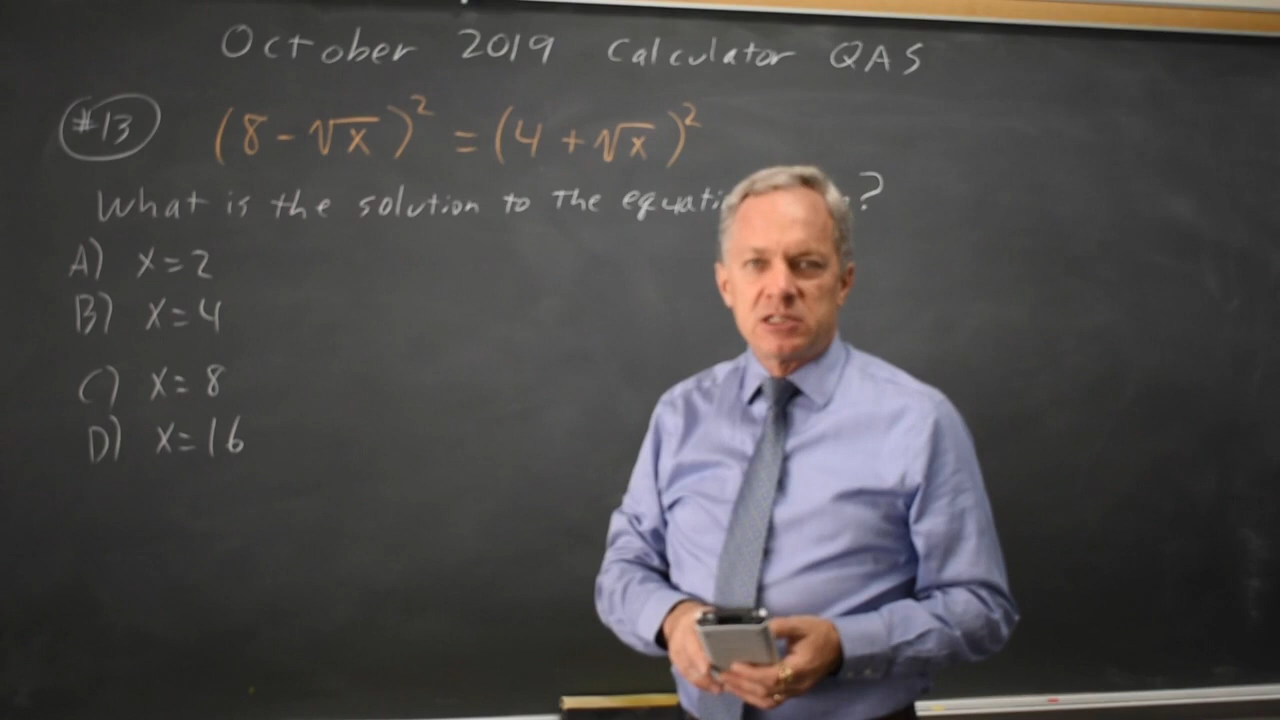 October 2019 Calculator QAS
#13 (8 - √x)² = (4 + √x)²
What is the solution to the ?
A) x=2
B) x=4
C) x=8
D) x=16